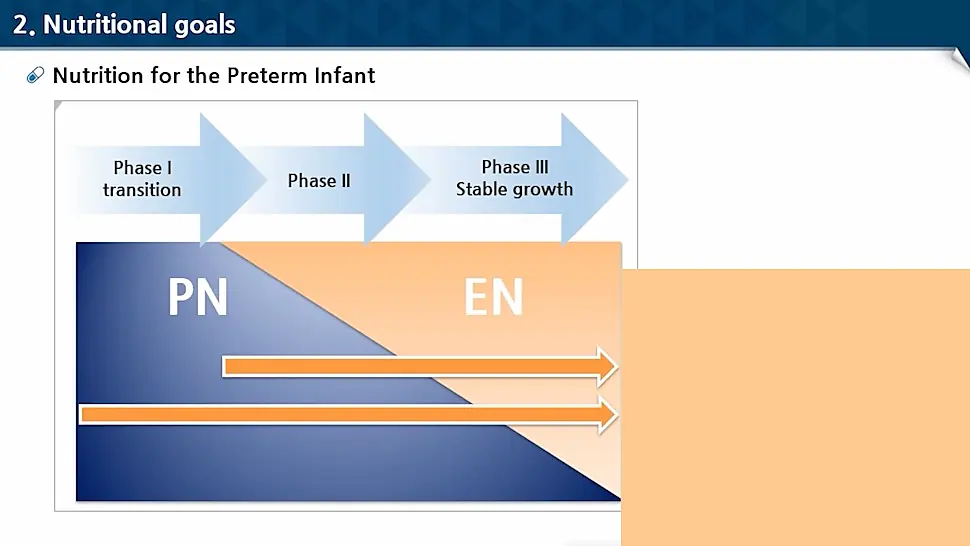 2. Nutritional goals
Nutrition for the Preterm Infant
Phase I
transition
Phase II
Phase III
Stable growth
PN
EN